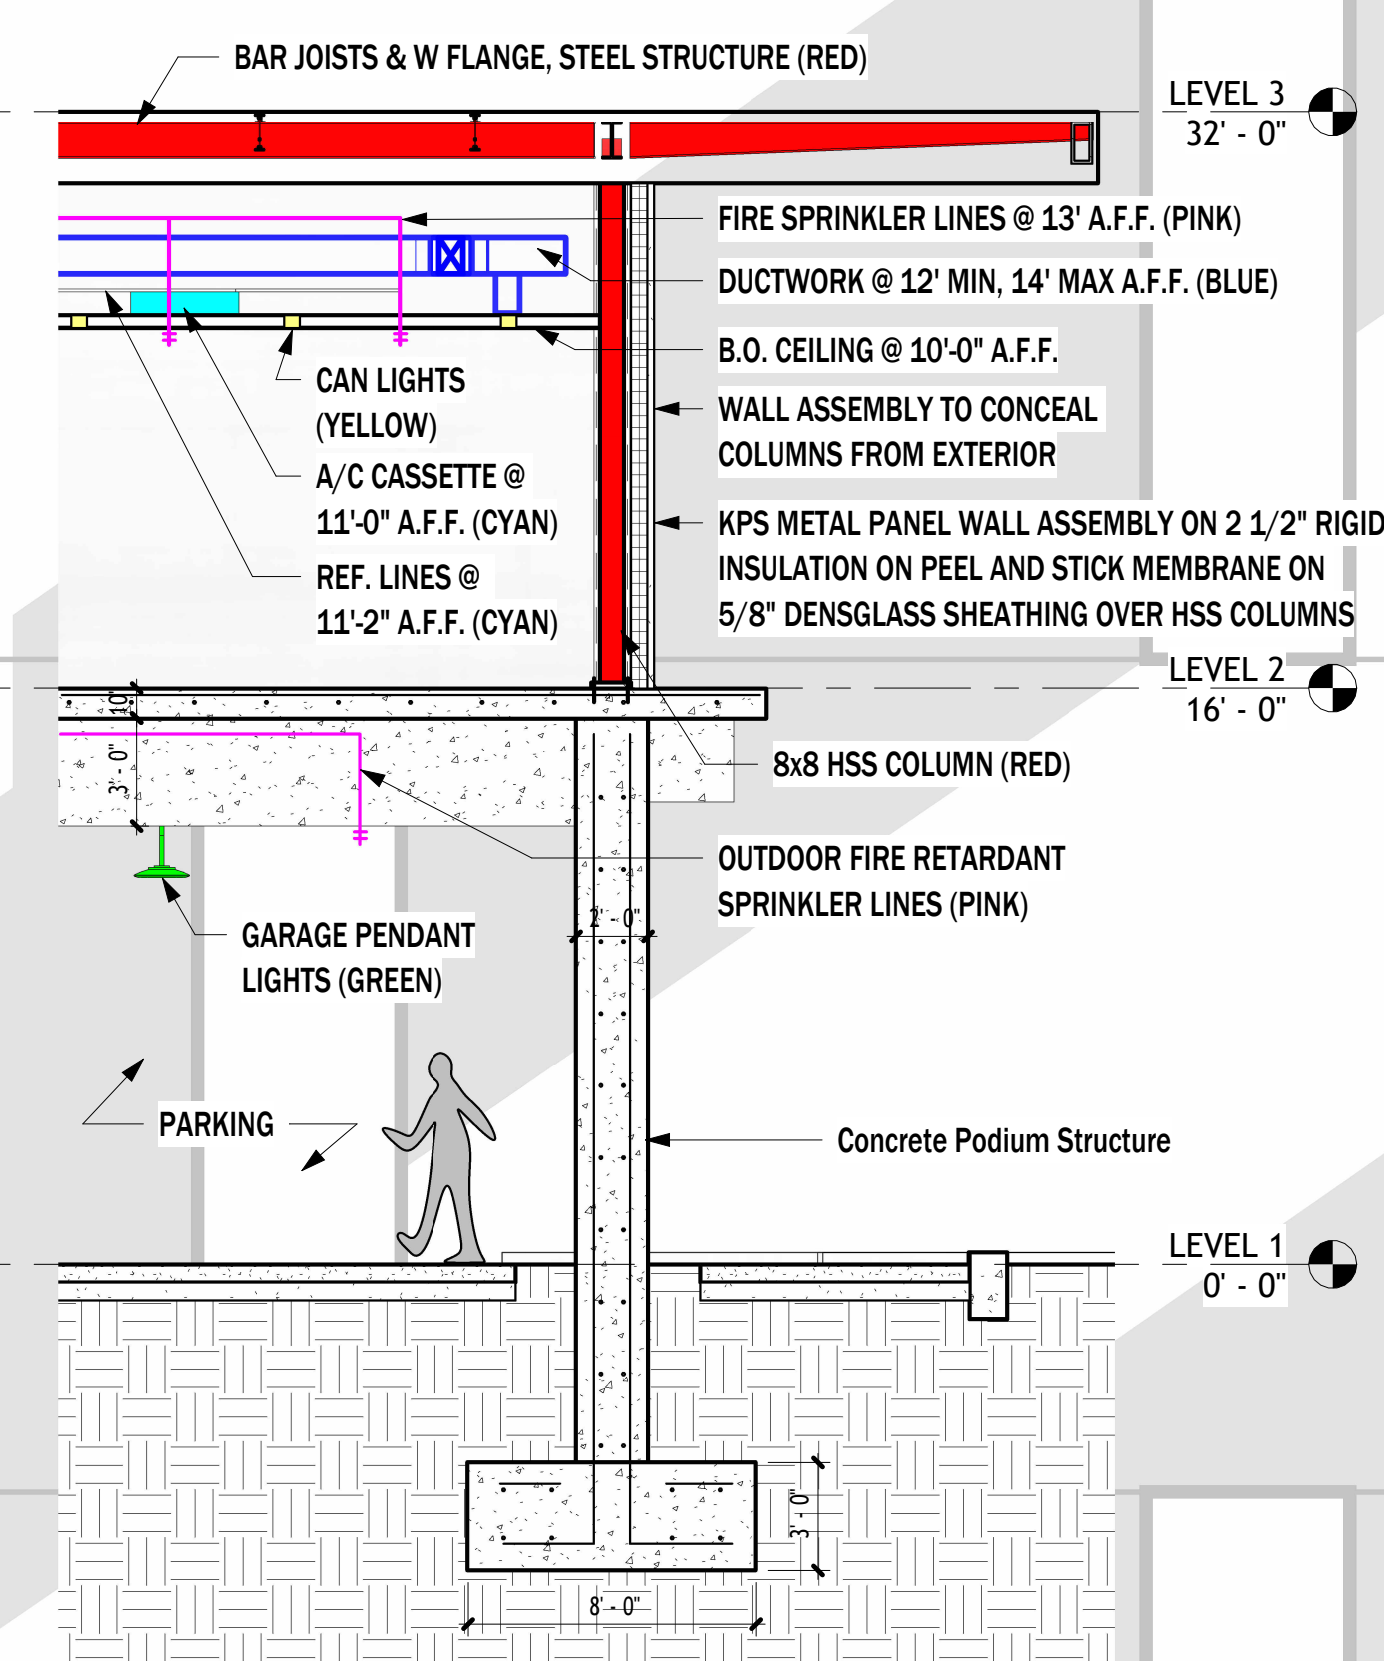 BAR JOISTS & W FLANGE, STEEL STRUCTURE (RED)
LEVEL 3
32' - 0"
FIRE SPRINKLER LINES @ 13' A.F.F. (PINK)
DUCTWORK @ 12' MIN, 14' MAX A.F.F. (BLUE)
B.O. CEILING @ 10'-0" A.F.F.
CAN LIGHTS
(YELLOW)
WALL ASSEMBLY TO CONCEAL
COLUMNS FROM EXTERIOR
A/C CASSETTE @
11'-0" A.F.F. (CYAN)
KPS METAL PANEL WALL ASSEMBLY ON 2 1/2" RIGID
INSULATION ON PEEL AND STICK MEMBRANE ON
5/8" DENSGLASS SHEATHING OVER HSS COLUMNS
REF. LINES @
11'-2" A.F.F. (CYAN)
LEVEL 2
16' - 0"
10"
3' - 0"
8x8 HSS COLUMN (RED)
OUTDOOR FIRE RETARDANT
SPRINKLER LINES (PINK)
2' - 0"
GARAGE PENDANT
LIGHTS (GREEN)
PARKING
Concrete Podium Structure
LEVEL 1
0' - 0"
3' - 0"
8' - 0"